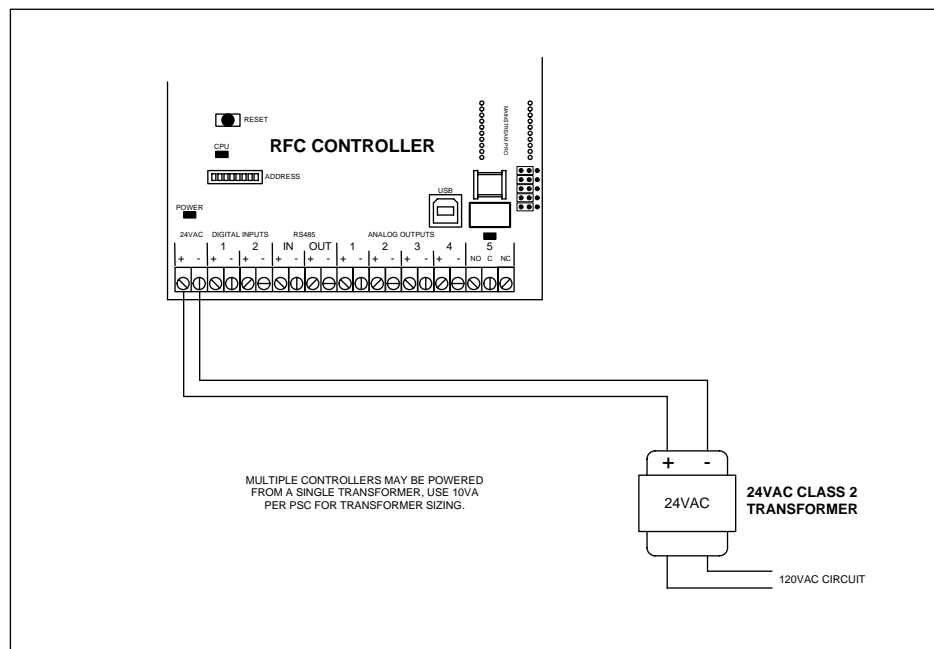 RESET
MAINSTREAM PRO
CPU
RFC CONTROLLER
ADDRESS
USB
POWER
24VAC DIGITAL INPUTS RS485 ANALOG OUTPUTS
1 2 IN OUT 1 2 3 4 5
+ - + - + - + - + - + - + - + - + - NO C NC
+ -
24VAC
24VAC CLASS 2
TRANSFORMER
MULTIPLE CONTROLLERS MAY BE POWERED
FROM A SINGLE TRANSFORMER, USE 10VA
PER PSC FOR TRANSFORMER SIZING.
120VAC CIRCUIT